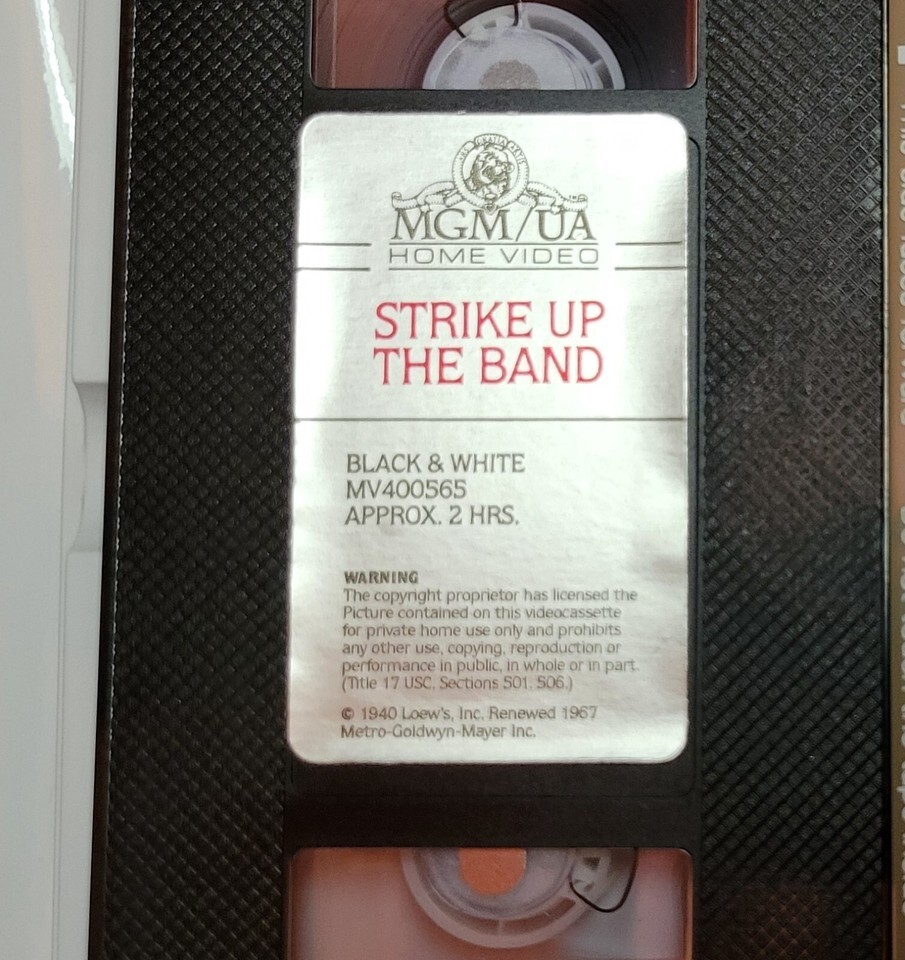 ARS GRATIA ARTIS
MGM/UA
HOME VIDEO
STRIKE UP
THE BAND
BLACK & WHITE
MV400565
APPROX. 2 HRS.
WARNING
The copyright proprietor has licensed the
Picture contained on this videocassette
for private home use only and prohibits
any other use, copying, reproduction or
performance in public, in whole or in part.
(Title 17 USC, Sections 501, 506.)
© 1940 Loew's, Inc. Renewed 1967
Metro-Goldwyn-Mayer Inc.